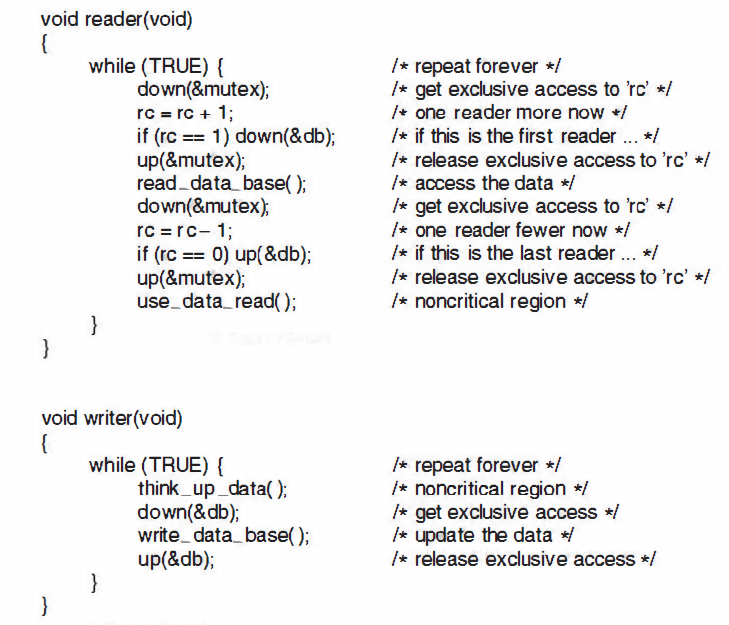 void reader(void)
{
while (TRUE) { /* repeat forever */
down(&mutex); /* get exclusive access to 'rc' */
rc = rc + 1; /* one reader more now */
if (rc == 1) down(&db); /* if this is the first reader ... */
up(&mutex); /* release exclusive access to 'rc' */
read_data_base( ); /* access the data */
down(&mutex); /* get exclusive access to 'rc' */
rc = rc − 1; /* one reader fewer now */
if (rc == 0) up(&db); /* if this is the last reader ... */
up(&mutex); /* release exclusive access to 'rc' */
use_data_read( ); /* noncritical region */
}
}
void writer(void)
{
while (TRUE) { /* repeat forever */
think_up_data( ); /* noncritical region */
down(&db); /* get exclusive access */
write_data_base( ); /* update the data */
up(&db); /* release exclusive access */
}
}